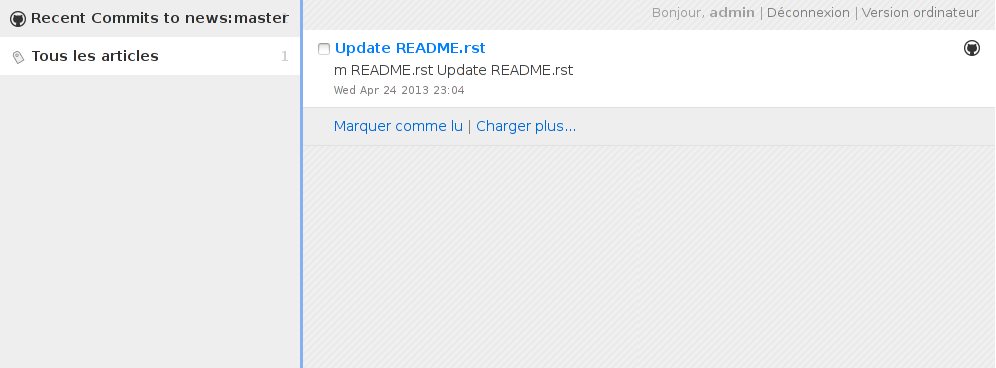 Recent Commits to news:master
Tous les articles 1
Bonjour, admin | Déconnexion | Version ordinateur
Update README.rst
m README.rst Update README.rst
Wed Apr 24 2013 23:04
Marquer comme lu | Charger plus...